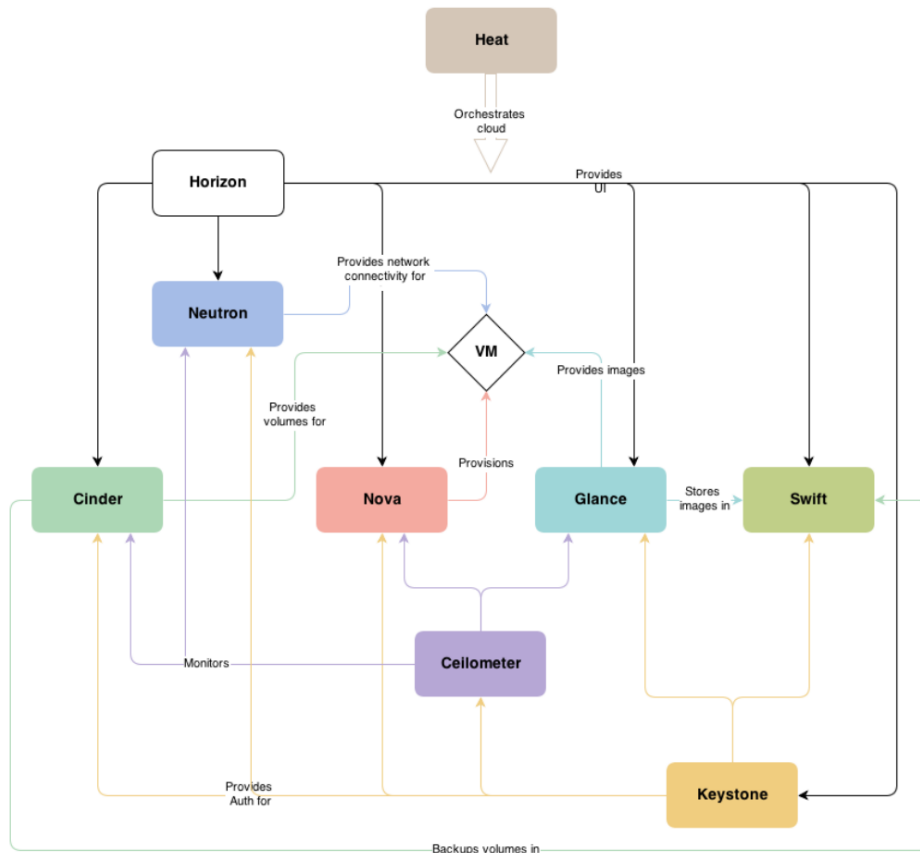 Heat
Orchestrates
cloud
Horizon
Provides
UI
Provides network
connectivity for
Neutron
VM
Provides images
Provides
volumes for
Provisions
Cinder
Nova
Glance
Stores
images in
Swift
Ceilometer
Monitors
Provides
Auth for
Keystone
Backups volumes in